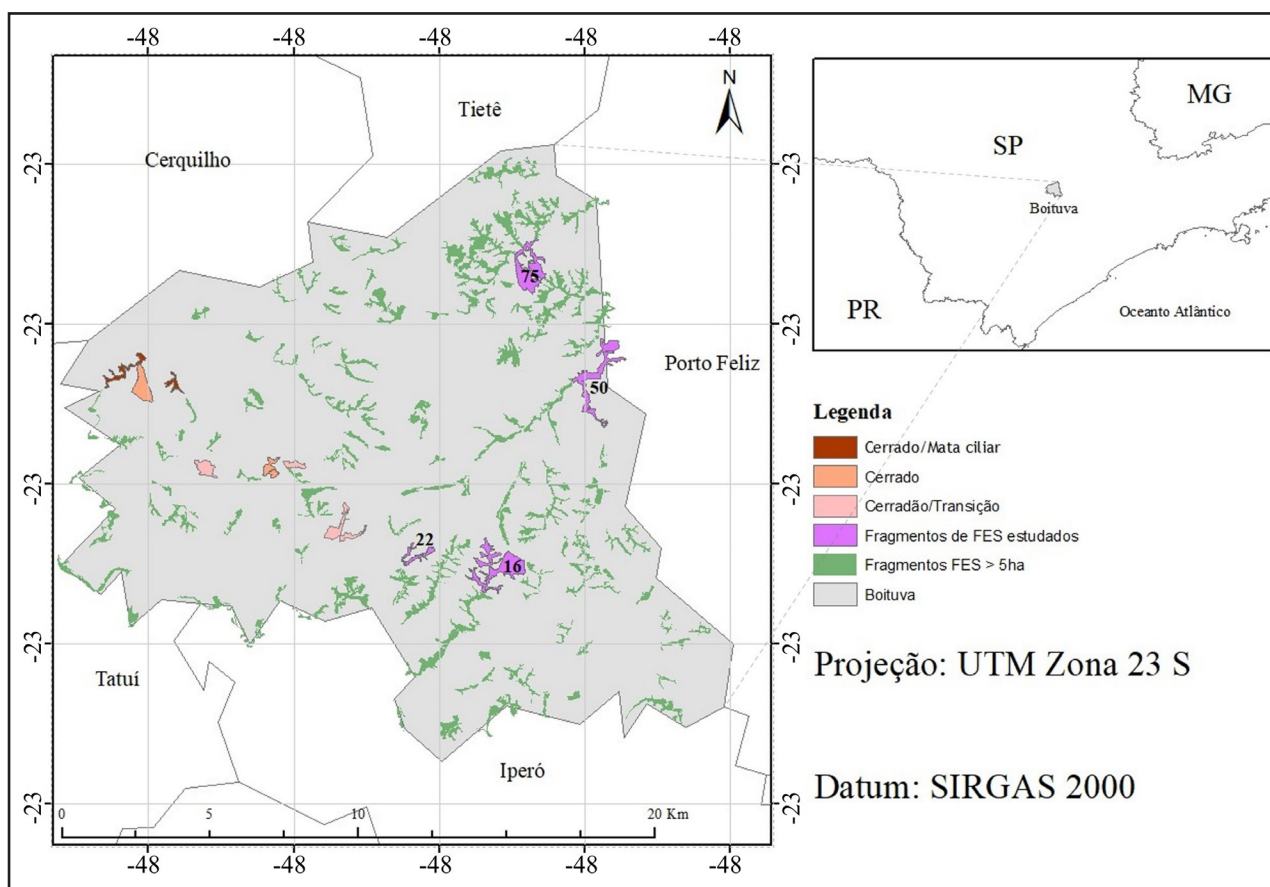 -48 -48 -48 -48 -48
N
Tietê
Cerquilho
-23 -23
-23 -23
-23 -23
-23 -23
-23 -23
75
Porto Feliz
50
22
16
Tatuí
Iperó
0 5 10 20 Km
-48 -48 -48 -48 -48
MG
SP
Boituva
PR
Oceanto Atlântico
Legenda
Cerrado/Mata ciliar
Cerrado
Cerradão/Transição
Fragmentos de FES estudados
Fragmentos FES > 5ha
Boituva
Projeção: UTM Zona 23 S
Datum: SIRGAS 2000